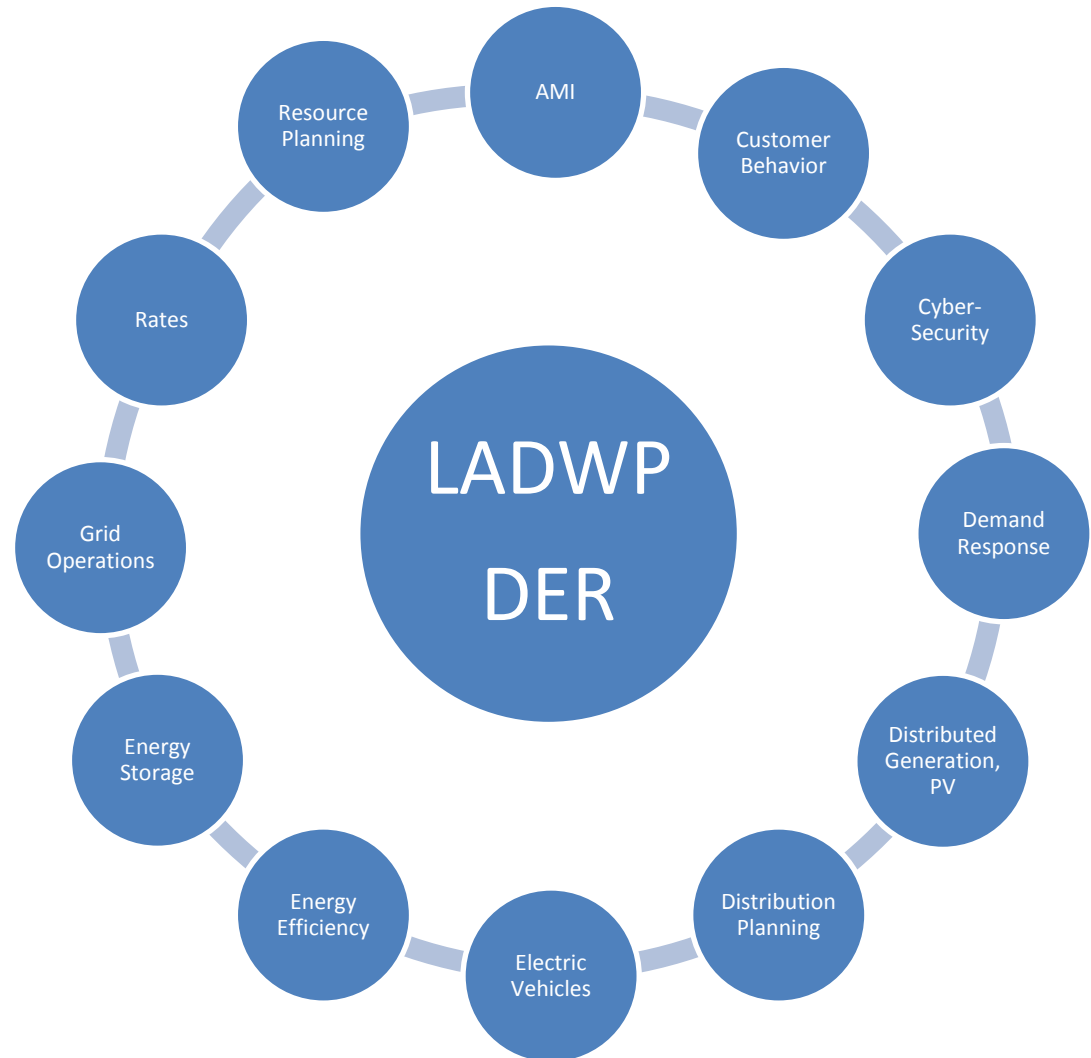 AMI
Customer
Behavior
Cyber-
Security
Demand
Response
Distributed
Generation,
PV
Distribution
Planning
Electric
Vehicles
Energy
Efficiency
Energy
Storage
Grid
Operations
Rates
Resource
Planning
LADWP
DER